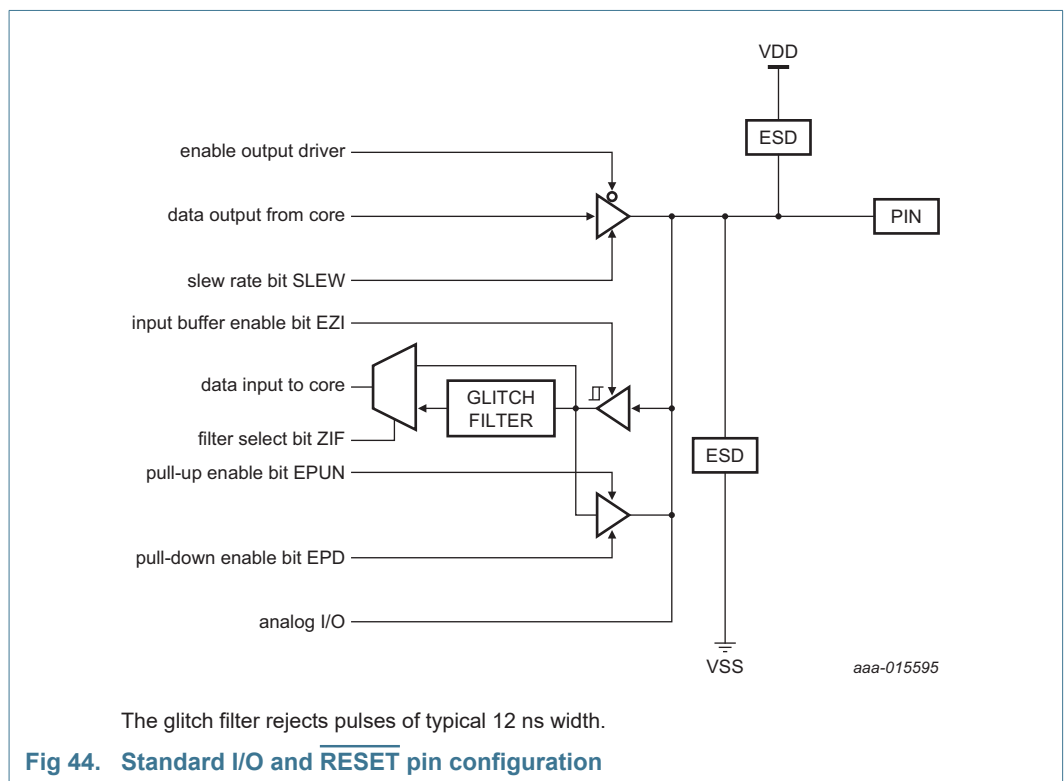 VDD
ESD
enable output driver
data output from core
PIN
slew rate bit SLEW
input buffer enable bit EZI
data input to core
GLITCH
FILTER
filter select bit ZIF
ESD
pull-up enable bit EPUN
pull-down enable bit EPD
analog I/O
VSS
aaa-015595
The glitch filter rejects pulses of typical 12 ns width.
Fig 44. Standard I/O and RESET pin configuration